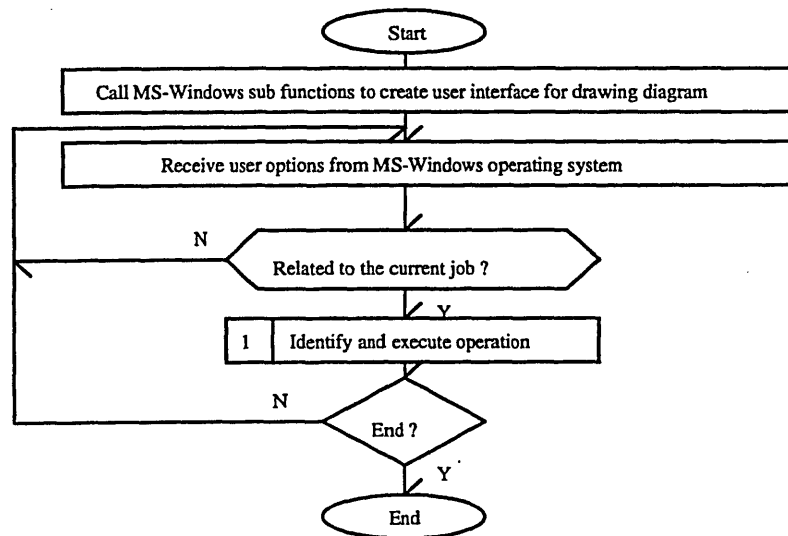 Start
Call MS-Windows sub functions to create user interface for drawing diagram
Receive user options from MS-Windows operating system
N
Related to the current job ?
Y
1 Identify and execute operation
N
End ?
Y
End